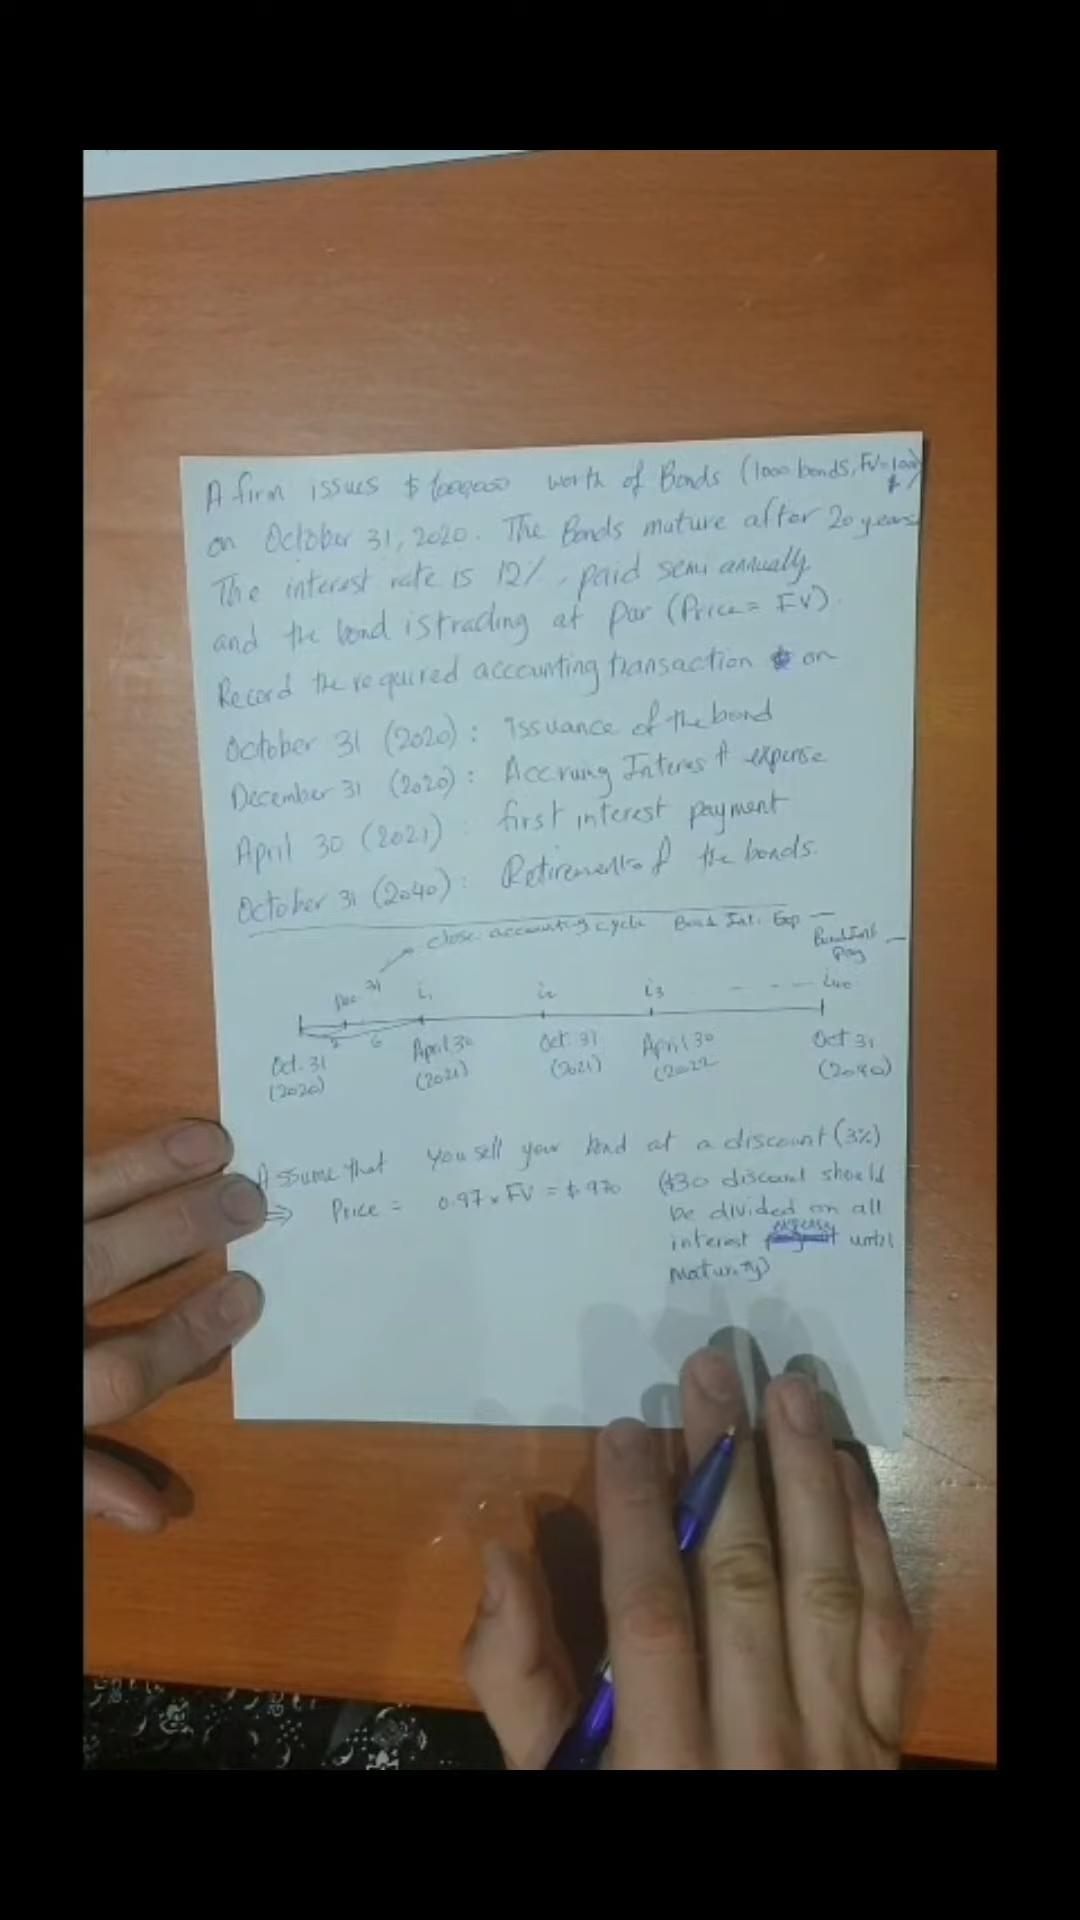 A firm issues $1000,000 worth of Bonds (1000 bonds, FV=1000$)
on October 31, 2020. The Bonds mature after 20 years
The interest rate is 12%, paid semi annually
and the bond is trading at par (Price = FV).
Record the required accounting transaction on
October 31 (2020): Issuance of the bond
December 31 (2020): Accruing Interest expense
April 30 (2021): first interest payment
October 31 (2040): Retirement of the bonds.
close accounting cycle Bond Int. Exp —
Bond Int. Pay —
Dec 31 i1 i2 i3 - - - i40
2 6
Oct. 31 April 30 Oct 31 April 30 Oct 31
(2020) (2021) (2021) (2022 (2040)
Assume that you sell your bond at a discount (3%)
⇒ Price = 0.97 × FV = $970 ($30 discount should
be divided on all
expense
interest until
maturity)